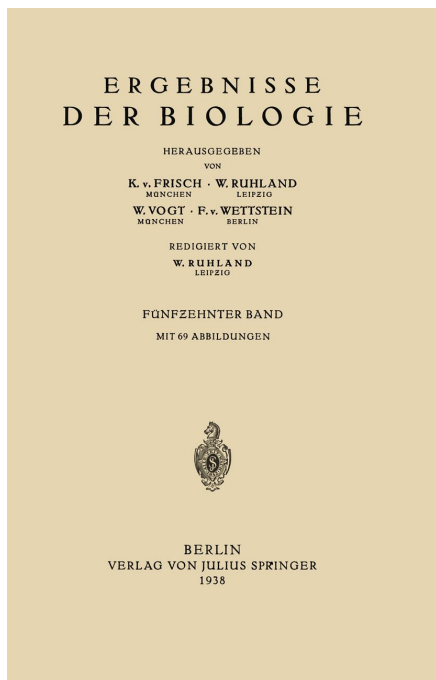 ERGEBNISSE
DER BIOLOGIE
HERAUSGEGEBEN
VON
K. v. FRISCH · W. RUHLAND
MÜNCHEN LEIPZIG
W. VOGT · F. v. WETTSTEIN
MÜNCHEN BERLIN
REDIGIERT VON
W. RUHLAND
LEIPZIG
FÜNFZEHNTER BAND
MIT 69 ABBILDUNGEN
BERLIN
VERLAG VON JULIUS SPRINGER
1938